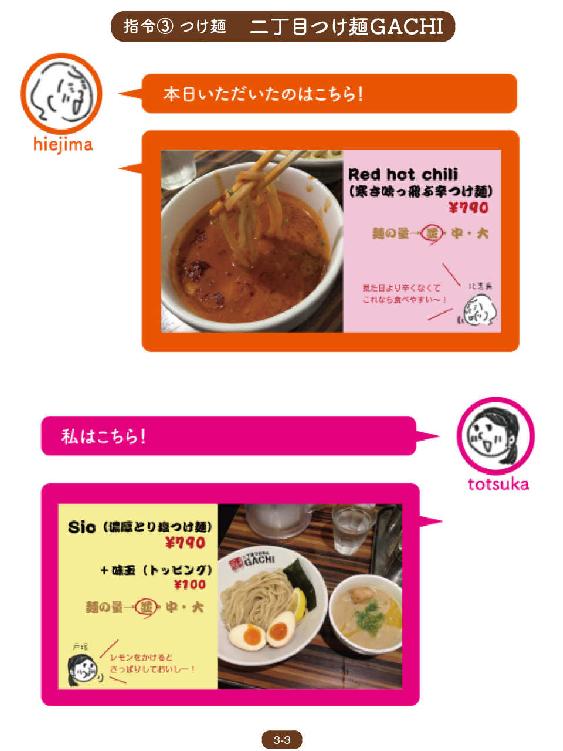 指令③ つけ麺 二丁目つけ麺GACHI
hiejima
本日いただいたのはこちら！
Red hot chili
(寒さ吹っ飛ぶ辛つけ麺)
¥790
麺の量→並・中・大
見た目より辛くなくて
これなら食べやすい〜！
totsuka
私はこちら！
Sio (濃厚とり塩つけ麺)
¥790
+ 味玉 (トッピング)
¥100
麺の量→並・中・大
GACHI
戸塚
レモンをかけると
さっぱりしておいしー！
3-3